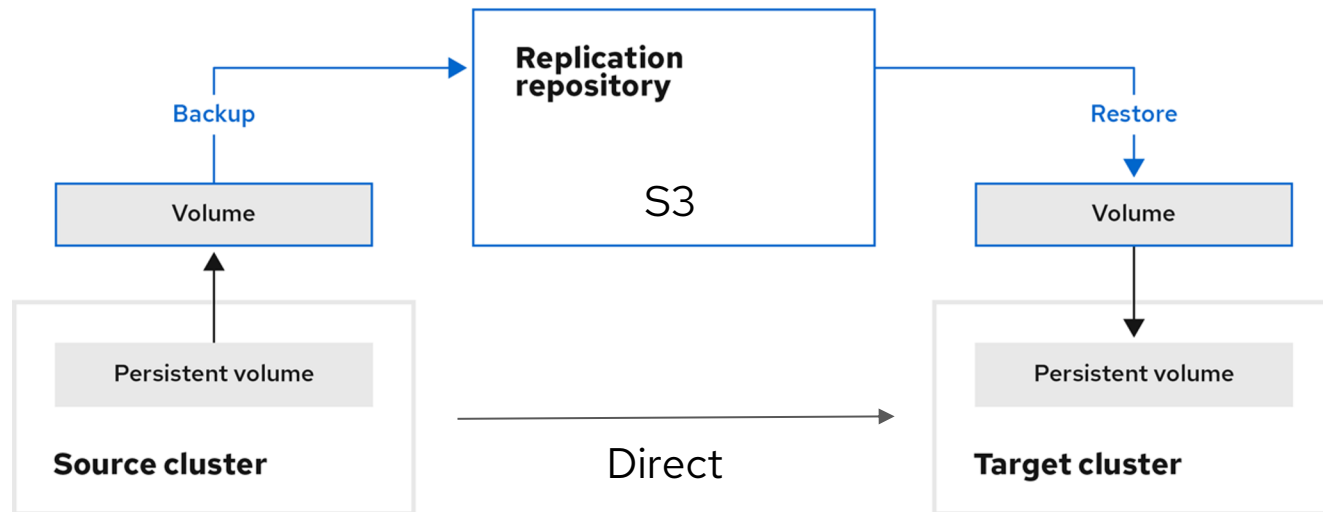 Replication
repository
S3
Backup
Restore
Volume
Volume
Persistent volume
Persistent volume
Source cluster
Direct
Target cluster